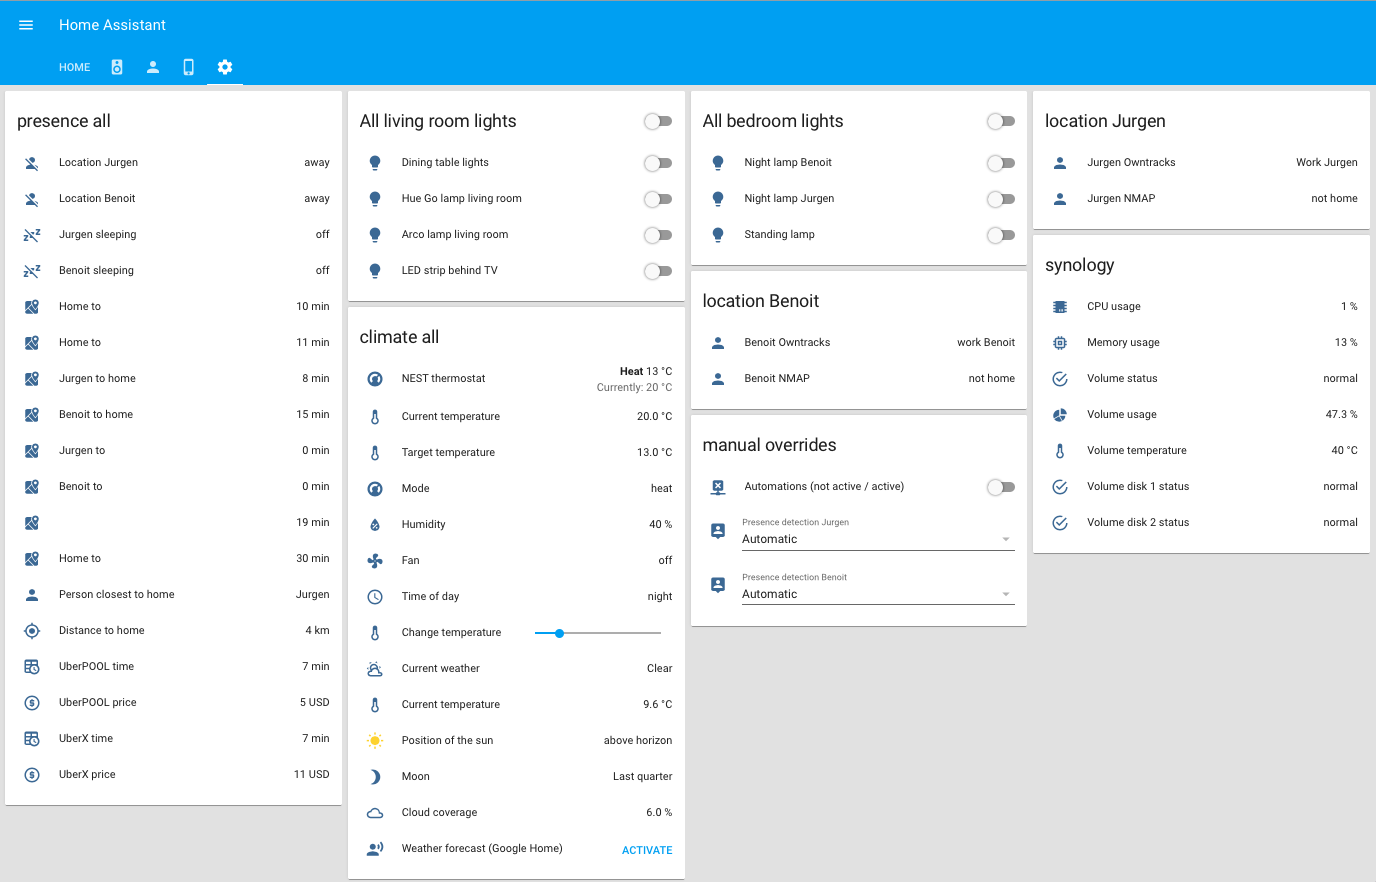 Home Assistant
HOME
presence all
Location Jurgen away
Location Benoit away
Jurgen sleeping off
Benoit sleeping off
Home to 10 min
Home to 11 min
Jurgen to home 8 min
Benoit to home 15 min
Jurgen to 0 min
Benoit to 0 min
19 min
Home to 30 min
Person closest to home Jurgen
Distance to home 4 km
UberPOOL time 7 min
UberPOOL price 5 USD
UberX time 7 min
UberX price 11 USD
All living room lights
Dining table lights
Hue Go lamp living room
Arco lamp living room
LED strip behind TV
climate all
NEST thermostat Heat 13 °C
Currently: 20 °C
Current temperature 20.0 °C
Target temperature 13.0 °C
Mode heat
Humidity 40 %
Fan off
Time of day night
Change temperature
Current weather Clear
Current temperature 9.6 °C
Position of the sun above horizon
Moon Last quarter
Cloud coverage 6.0 %
Weather forecast (Google Home) ACTIVATE
All bedroom lights
Night lamp Benoit
Night lamp Jurgen
Standing lamp
location Benoit
Benoit Owntracks work Benoit
Benoit NMAP not home
manual overrides
Automations (not active / active)
Presence detection Jurgen
Automatic
Presence detection Benoit
Automatic
location Jurgen
Jurgen Owntracks Work Jurgen
Jurgen NMAP not home
synology
CPU usage 1 %
Memory usage 13 %
Volume status normal
Volume usage 47.3 %
Volume temperature 40 °C
Volume disk 1 status normal
Volume disk 2 status normal